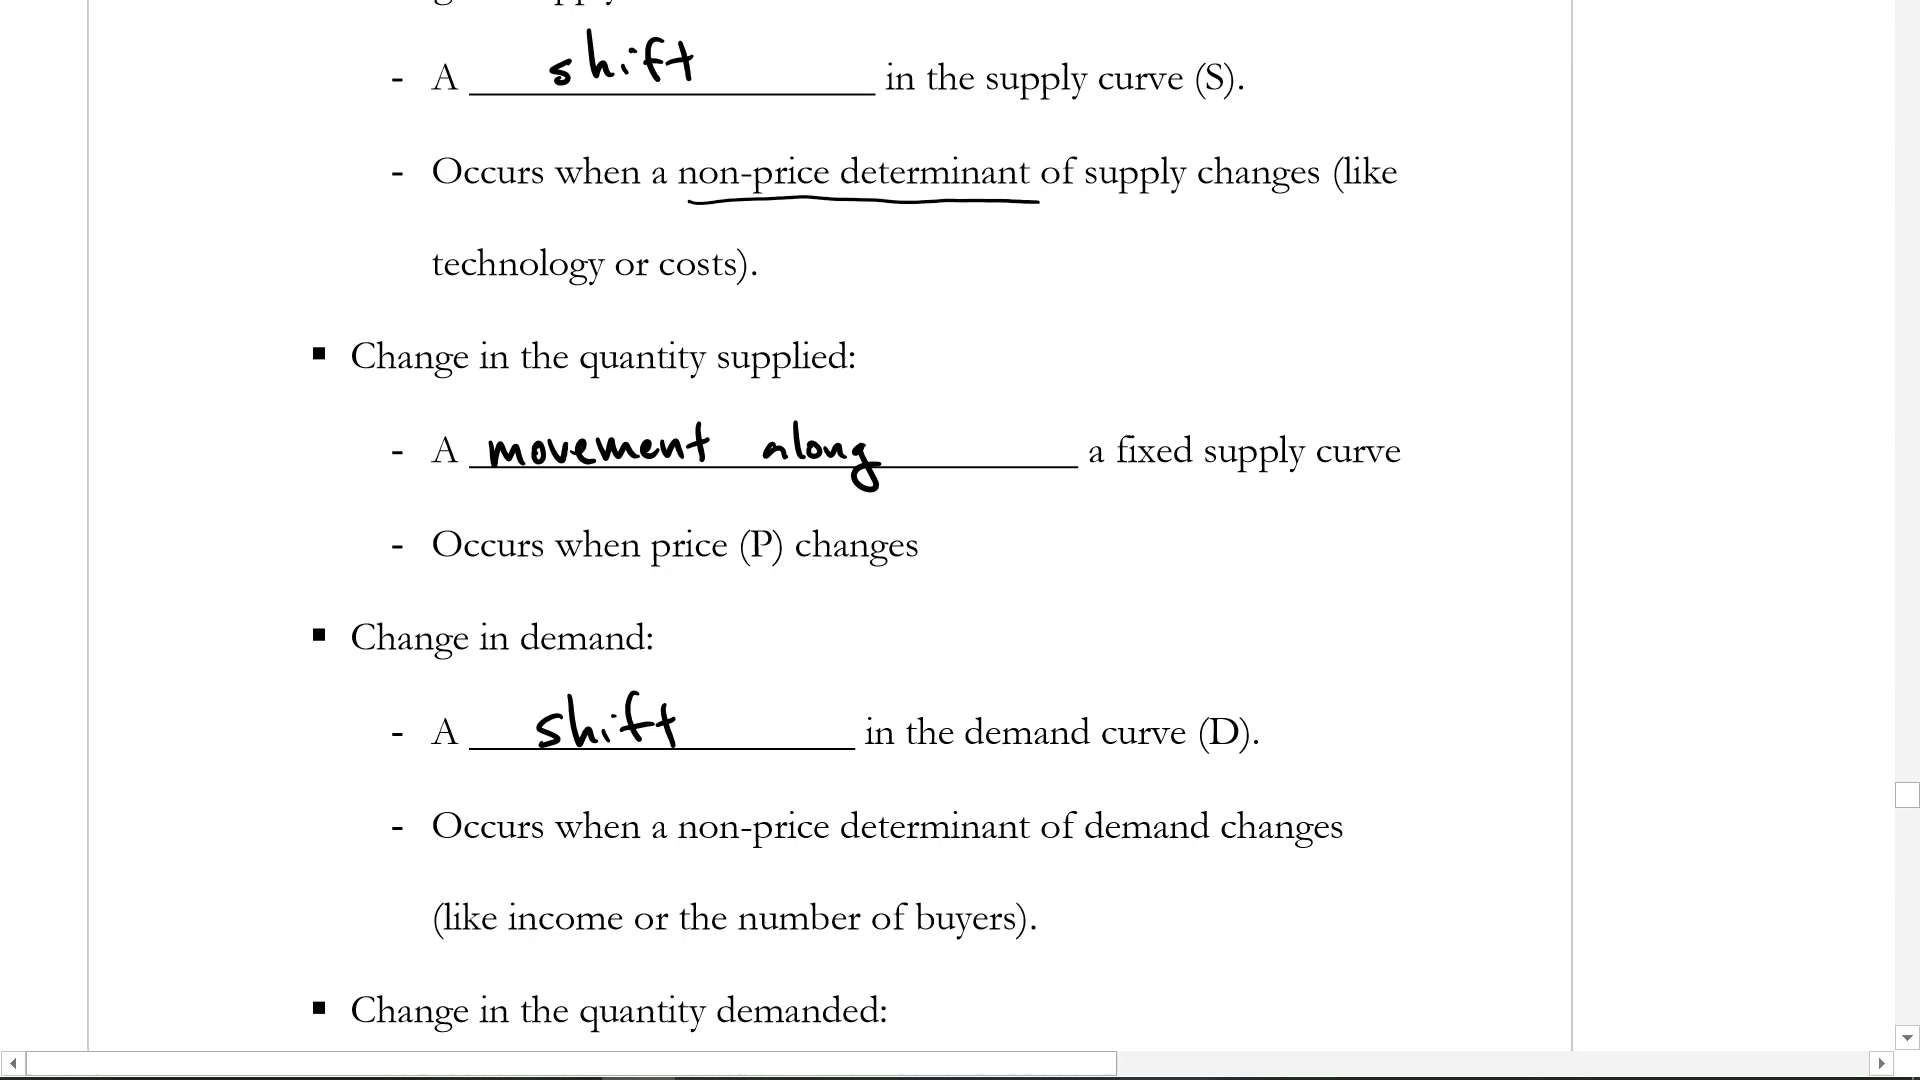 - A shift in the supply curve (S).
- Occurs when a non-price determinant of supply changes (like
technology or costs).
▪ Change in the quantity supplied:
- A movement along a fixed supply curve
- Occurs when price (P) changes
▪ Change in demand:
- A shift in the demand curve (D).
- Occurs when a non-price determinant of demand changes
(like income or the number of buyers).
▪ Change in the quantity demanded: